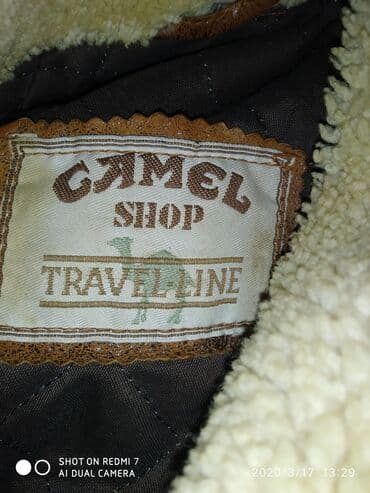 CAMEL
SHOP
TRAVEL-LINE
SHOT ON REDMI 7
AI DUAL CAMERA
2020/3/17 13:29